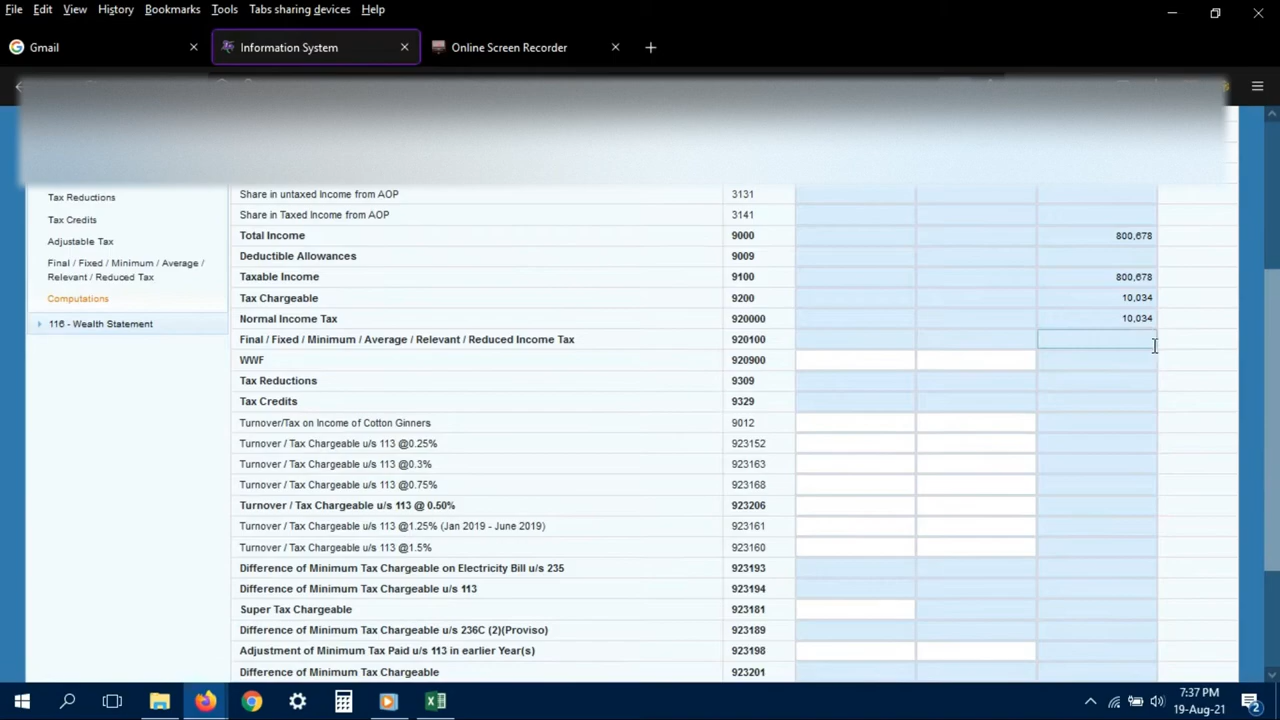 File Edit View History Bookmarks Tools Tabs sharing devices Help
Gmail Information System Online Screen Recorder
Tax Reductions
Tax Credits
Adjustable Tax
Final / Fixed / Minimum / Average /
Relevant / Reduced Tax
Computations
116 - Wealth Statement
Share in untaxed Income from AOP 3131
Share in Taxed Income from AOP 3141
Total Income 9000 800,678
Deductible Allowances 9009
Taxable Income 9100 800,678
Tax Chargeable 9200 10,034
Normal Income Tax 920000 10,034
Final / Fixed / Minimum / Average / Relevant / Reduced Income Tax 920100
WWF 920900
Tax Reductions 9309
Tax Credits 9329
Turnover/Tax on Income of Cotton Ginners 9012
Turnover / Tax Chargeable u/s 113 @0.25% 923152
Turnover / Tax Chargeable u/s 113 @0.3% 923163
Turnover / Tax Chargeable u/s 113 @0.75% 923168
Turnover / Tax Chargeable u/s 113 @ 0.50% 923206
Turnover / Tax Chargeable u/s 113 @1.25% (Jan 2019 - June 2019) 923161
Turnover / Tax Chargeable u/s 113 @1.5% 923160
Difference of Minimum Tax Chargeable on Electricity Bill u/s 235 923193
Difference of Minimum Tax Chargeable u/s 113 923194
Super Tax Chargeable 923181
Difference of Minimum Tax Chargeable u/s 236C (2)(Proviso) 923189
Adjustment of Minimum Tax Paid u/s 113 in earlier Year(s) 923198
Difference of Minimum Tax Chargeable 923201
7:37 PM
19-Aug-21
2